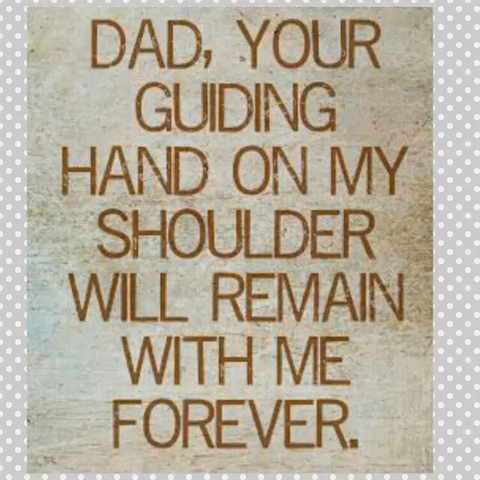 DAD, YOUR
GUIDING
HAND ON MY
SHOULDER
WILL REMAIN
WITH ME
FOREVER.